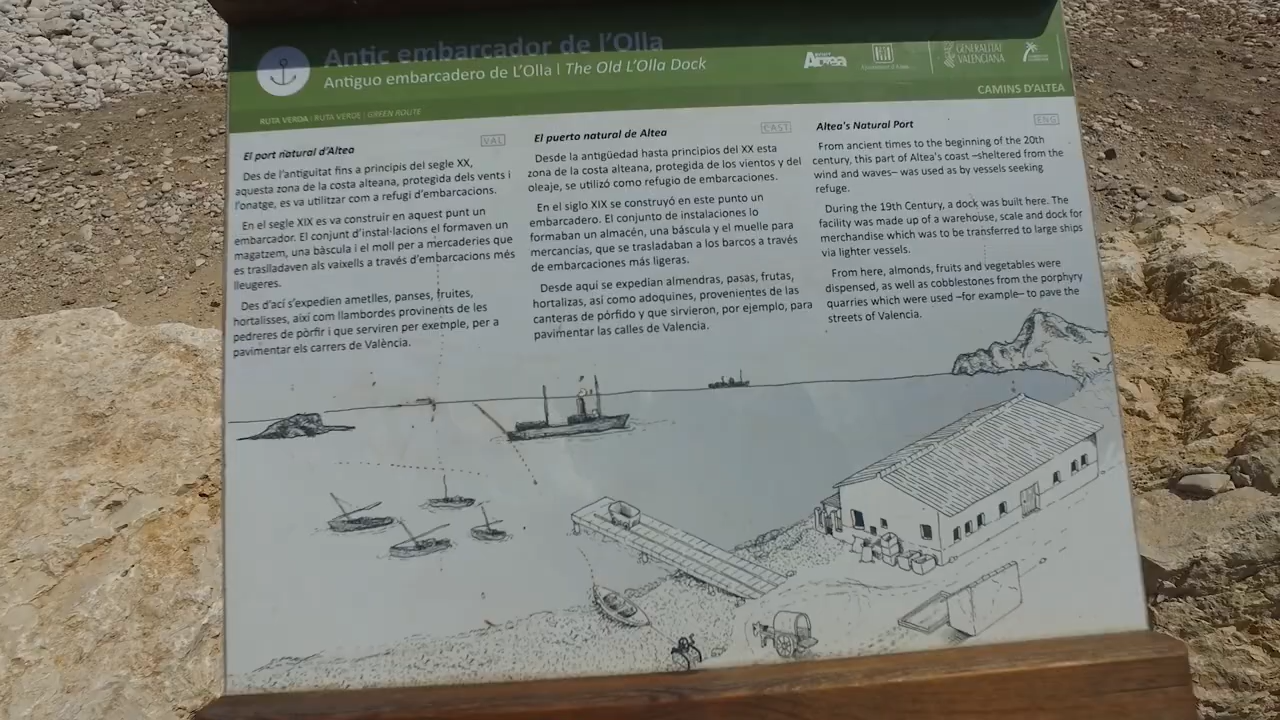 Antic embarcador de l'Olla
Antiguo embarcadero de L'Olla | The Old L'Olla Dock
GENERALITAT
VALENCIANA
CAMINS D'ALTEA
RUTA VERDA | RUTA VERDE | GREEN ROUTE
El port natural d'Altea
VAL
Des de l'antiguitat fins a principis del segle XX,
aquesta zona de la costa alteana, protegida dels vents i
l'onatge, es va utilitzar com a refugi d'embarcacions.
En el segle XIX es va construir en aquest punt un
embarcador. El conjunt d'instal·lacions el formaven un
magatzem, una bàscula i el moll per a mercaderies que
es traslladaven als vaixells a través d'embarcacions més
lleugeres.
Des d'ací s'expedien ametles, panses, fruites,
hortalisses, així com llambordes provinents de les
pedreres de pòrfir i que serviren per exemple, per a
pavimentar els carrers de València.
El puerto natural de Altea
CAST
Desde la antigüedad hasta principios del XX esta
zona de la costa alteana, protegida de los vientos y del
oleaje, se utilizó como refugio de embarcaciones.
En el siglo XIX se construyó en este punto un
embarcadero. El conjunto de instalaciones lo
formaban un almacén, una báscula y el muelle para
mercancías, que se trasladaban a los barcos a través
de embarcaciones más ligeras.
Desde aqui se expedían almendras, pasas, frutas,
hortalizas, así como adoquines, provenientes de las
canteras de pórfido y que sirvieron, por ejemplo, para
pavimentar las calles de Valencia.
Altea's Natural Port
ENG
From ancient times to the beginning of the 20th
century, this part of Altea's coast –sheltered from the
wind and waves– was used as by vessels seeking
refuge.
During the 19th Century, a dock was built here. The
facility was made up of a warehouse, scale and dock for
merchandise which was to be transferred to large ships
via lighter vessels.
From here, almonds, fruits and vegetables were
dispensed, as well as cobblestones from the porphyry
quarries which were used –for example– to pave the
streets of Valencia.